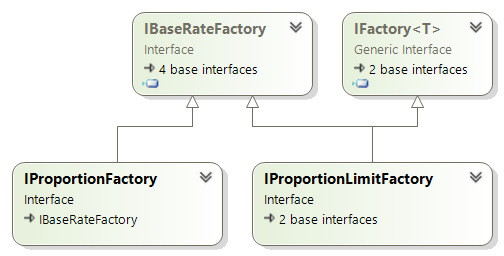 IBaseRateFactory
Interface
4 base interfaces
IFactory<T>
Generic Interface
2 base interfaces
IProportionFactory
Interface
IBaseRateFactory
IProportionLimitFactory
Interface
2 base interfaces